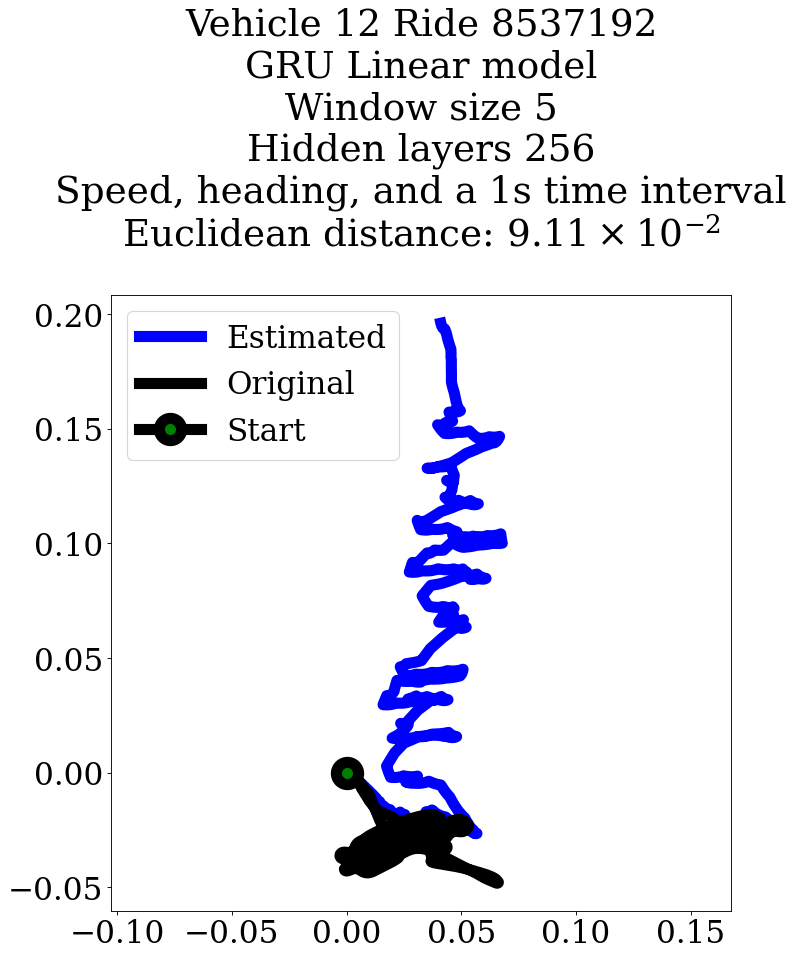 Vehicle 12 Ride 8537192
GRU Linear model
Window size 5
Hidden layers 256
Speed, heading, and a 1s time interval
Euclidean distance: 9.11 × 10⁻²
Estimated
Original
Start
0.20
0.15
0.10
0.05
0.00
−0.05
−0.10 −0.05 0.00 0.05 0.10 0.15